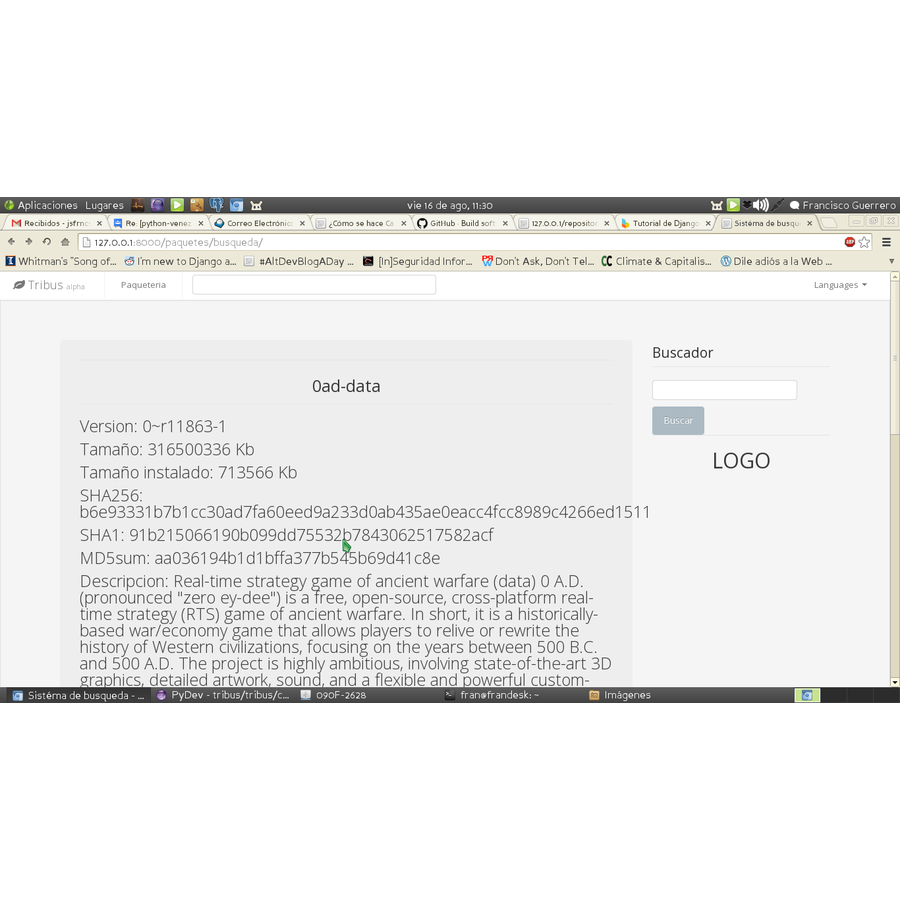 Aplicaciones Lugares vie 16 de ago, 11:30 Francisco Guerrero
Recibidos - jsfrnc Re: [python-venez Correo Electrónic ¿Cómo se hace Ca GitHub · Build soft 127.0.0.1/repositor Tutorial de Django Sistema de busque
127.0.0.1:8000/paquetes/busqueda/
Whitman's "Song of... I'm new to Django a... #AltDevBlogADay ... [In]Seguridad Infor... Don't Ask, Don't Tel... Climate & Capitalis... Dile adiós a la Web ...
Tribus alpha Paqueteria Languages
0ad-data
Version: 0~r11863-1
Tamaño: 316500336 Kb
Tamaño instalado: 713566 Kb
SHA256:
b6e93331b7b1cc30ad7fa60eed9a233d0ab435ae0eacc4fcc8989c4266ed1511
SHA1: 91b215066190b099dd75532b7843062517582acf
MD5sum: aa036194b1d1bffa377b545b69d41c8e
Descripcion: Real-time strategy game of ancient warfare (data) 0 A.D.
(pronounced "zero ey-dee") is a free, open-source, cross-platform real-
time strategy (RTS) game of ancient warfare. In short, it is a historically-
based war/economy game that allows players to relive or rewrite the
history of Western civilizations, focusing on the years between 500 B.C.
and 500 A.D. The project is highly ambitious, involving state-of-the-art 3D
graphics, detailed artwork, sound, and a flexible and powerful custom-
Buscador
Buscar
LOGO
Sistéma de busqueda - ... PyDev - tribus/tribus/c... 090F-2628 fran@frandesk: ~ Imágenes